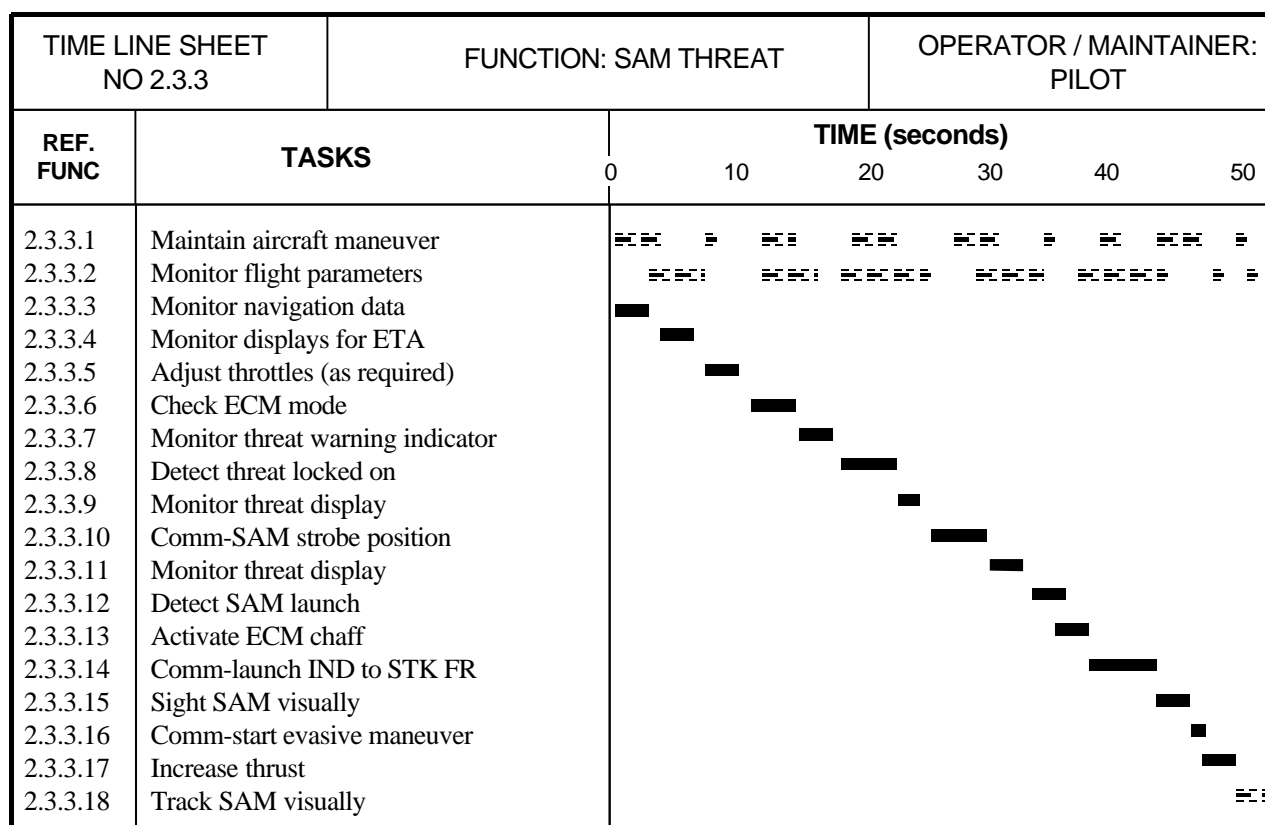 TIME LINE SHEET
NO 2.3.3
FUNCTION: SAM THREAT
OPERATOR / MAINTAINER:
PILOT
REF.
FUNC
TASKS
TIME (seconds)
0 10 20 30 40 50
2.3.3.1 Maintain aircraft maneuver
2.3.3.2 Monitor flight parameters
2.3.3.3 Monitor navigation data
2.3.3.4 Monitor displays for ETA
2.3.3.5 Adjust throttles (as required)
2.3.3.6 Check ECM mode
2.3.3.7 Monitor threat warning indicator
2.3.3.8 Detect threat locked on
2.3.3.9 Monitor threat display
2.3.3.10 Comm-SAM strobe position
2.3.3.11 Monitor threat display
2.3.3.12 Detect SAM launch
2.3.3.13 Activate ECM chaff
2.3.3.14 Comm-launch IND to STK FR
2.3.3.15 Sight SAM visually
2.3.3.16 Comm-start evasive maneuver
2.3.3.17 Increase thrust
2.3.3.18 Track SAM visually